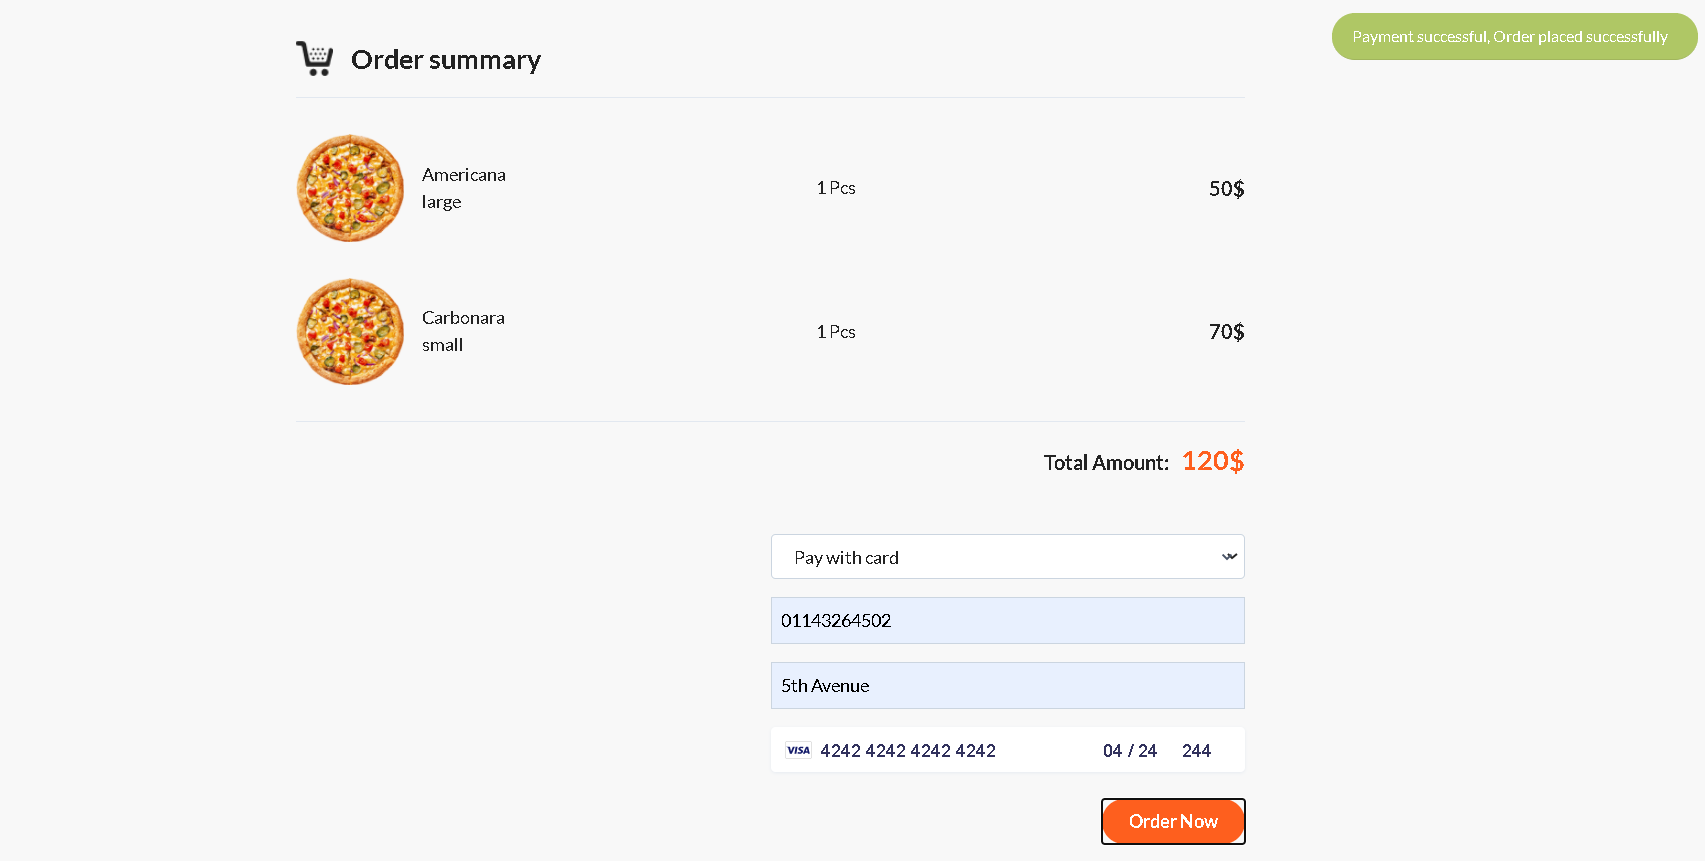 Payment successful, Order placed successfully
Order summary
Americana
large
1 Pcs
50$
Carbonara
small
1 Pcs
70$
Total Amount: 120$
Pay with card
01143264502
5th Avenue
VISA 4242 4242 4242 4242 04 / 24 244
Order Now